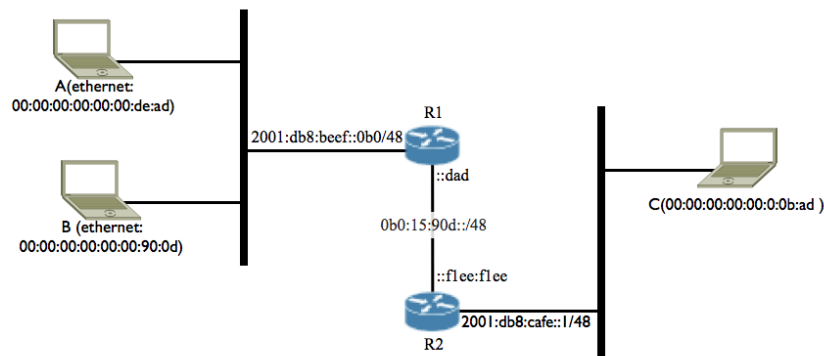 A(ethernet:
00:00:00:00:00:00:de:ad)
B (ethernet:
00:00:00:00:00:00:90:0d)
2001:db8:beef::0b0/48
R1
::dad
0b0:15:90d::/48
::f1ee:f1ee
R2
2001:db8:cafe::1/48
C(00:00:00:00:00:0:0b:ad )